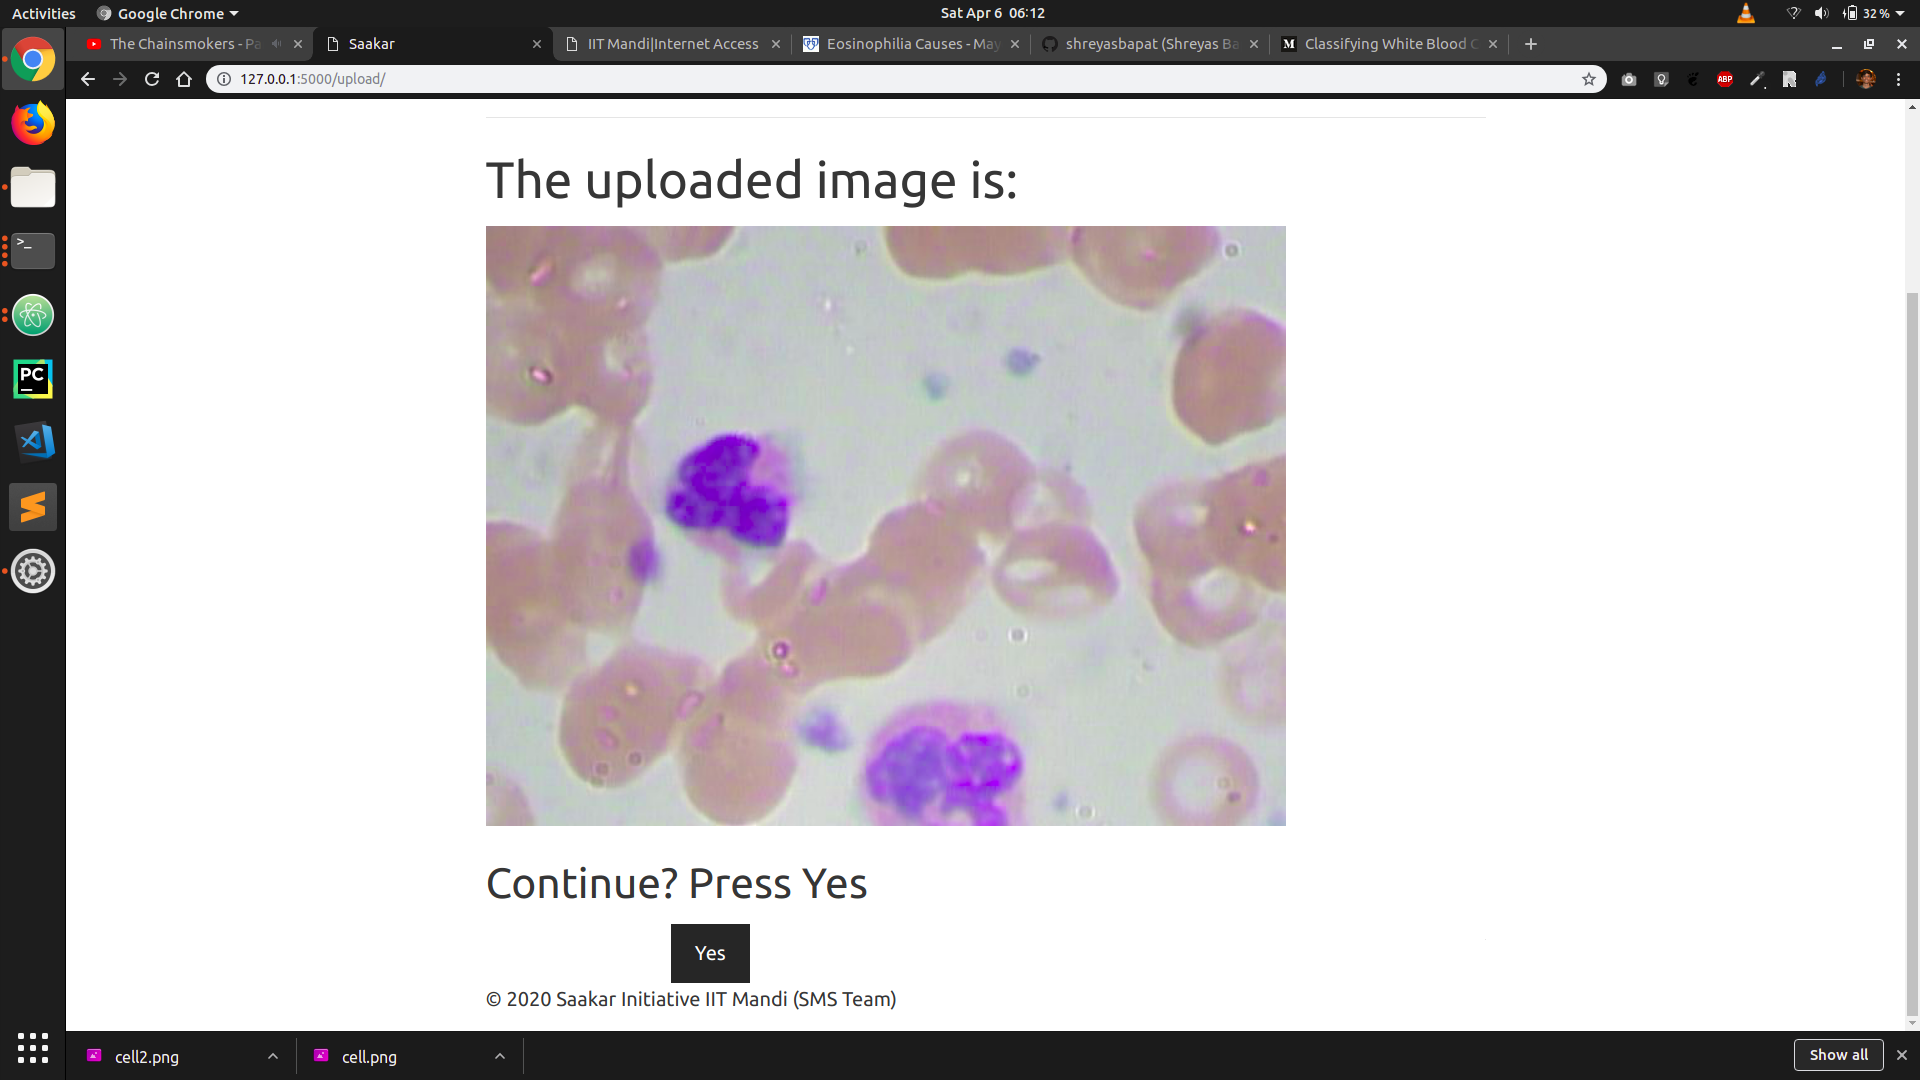 Activities
Google Chrome
Sat Apr 6 06:12
32 %
The Chainsmokers - Pa
Saakar
IIT Mandi|Internet Access
Eosinophilia Causes - May
shreyasbapat (Shreyas Ba
M
Classifying White Blood C
127.0.0.1:5000/upload/
ABP
The uploaded image is:
>_
PC
Continue? Press Yes
Yes
© 2020 Saakar Initiative IIT Mandi (SMS Team)
cell2.png
cell.png
Show all